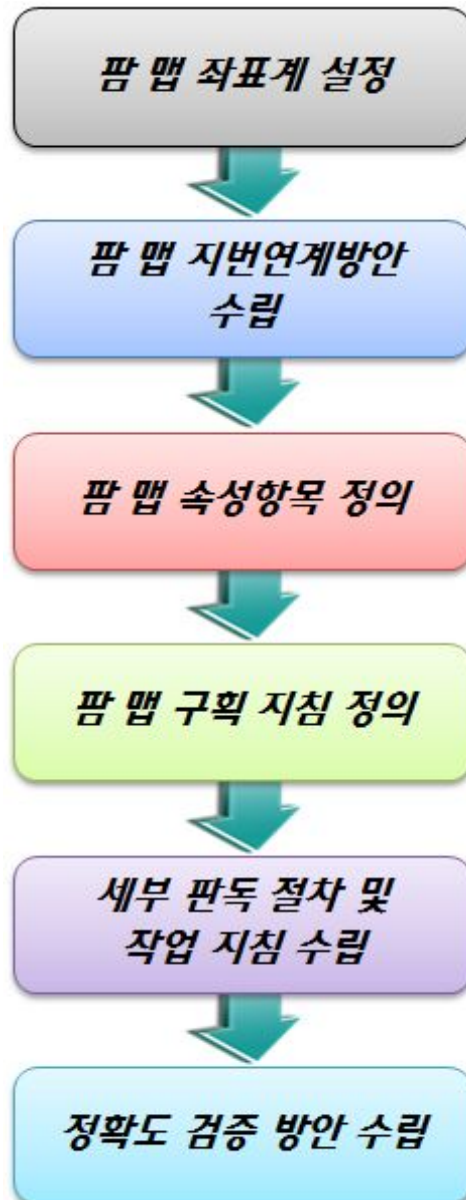 팜 맵 좌표계 설정
팜 맵 지번연계방안
수립
팜 맵 속성항목 정의
팜 맵 구획 지침 정의
세부 판독 절차 및
작업 지침 수립
정확도 검증 방안 수립